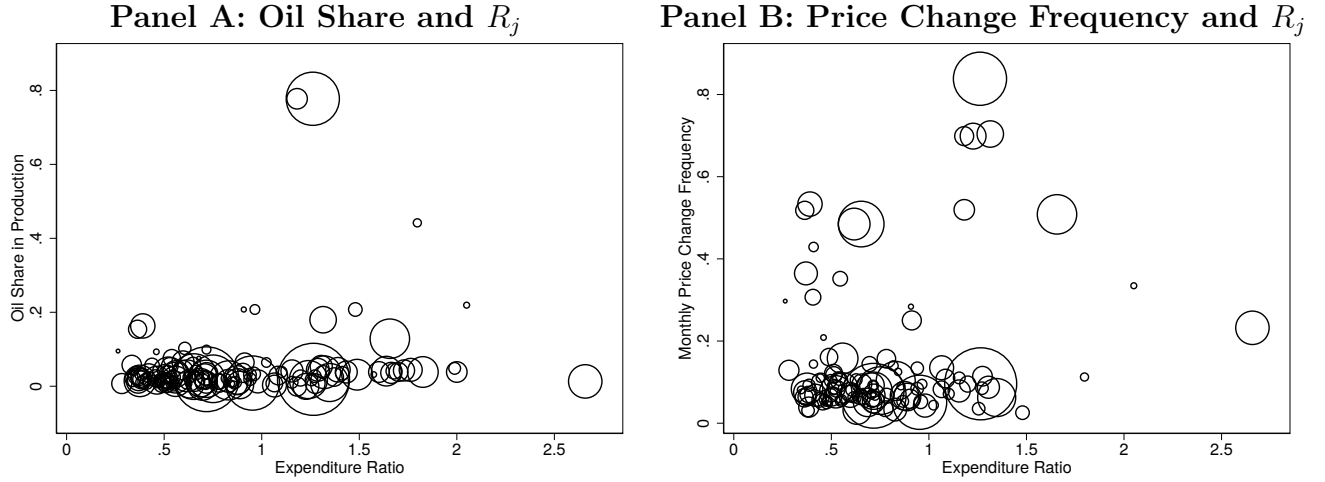 Panel A: Oil Share and Rj
Oil Share in Production
.8
.6
.4
.2
0
0 .5 1 1.5 2 2.5
Expenditure Ratio
Panel B: Price Change Frequency and Rj
Monthly Price Change Frequency
.8
.6
.4
.2
0
0 .5 1 1.5 2 2.5
Expenditure Ratio